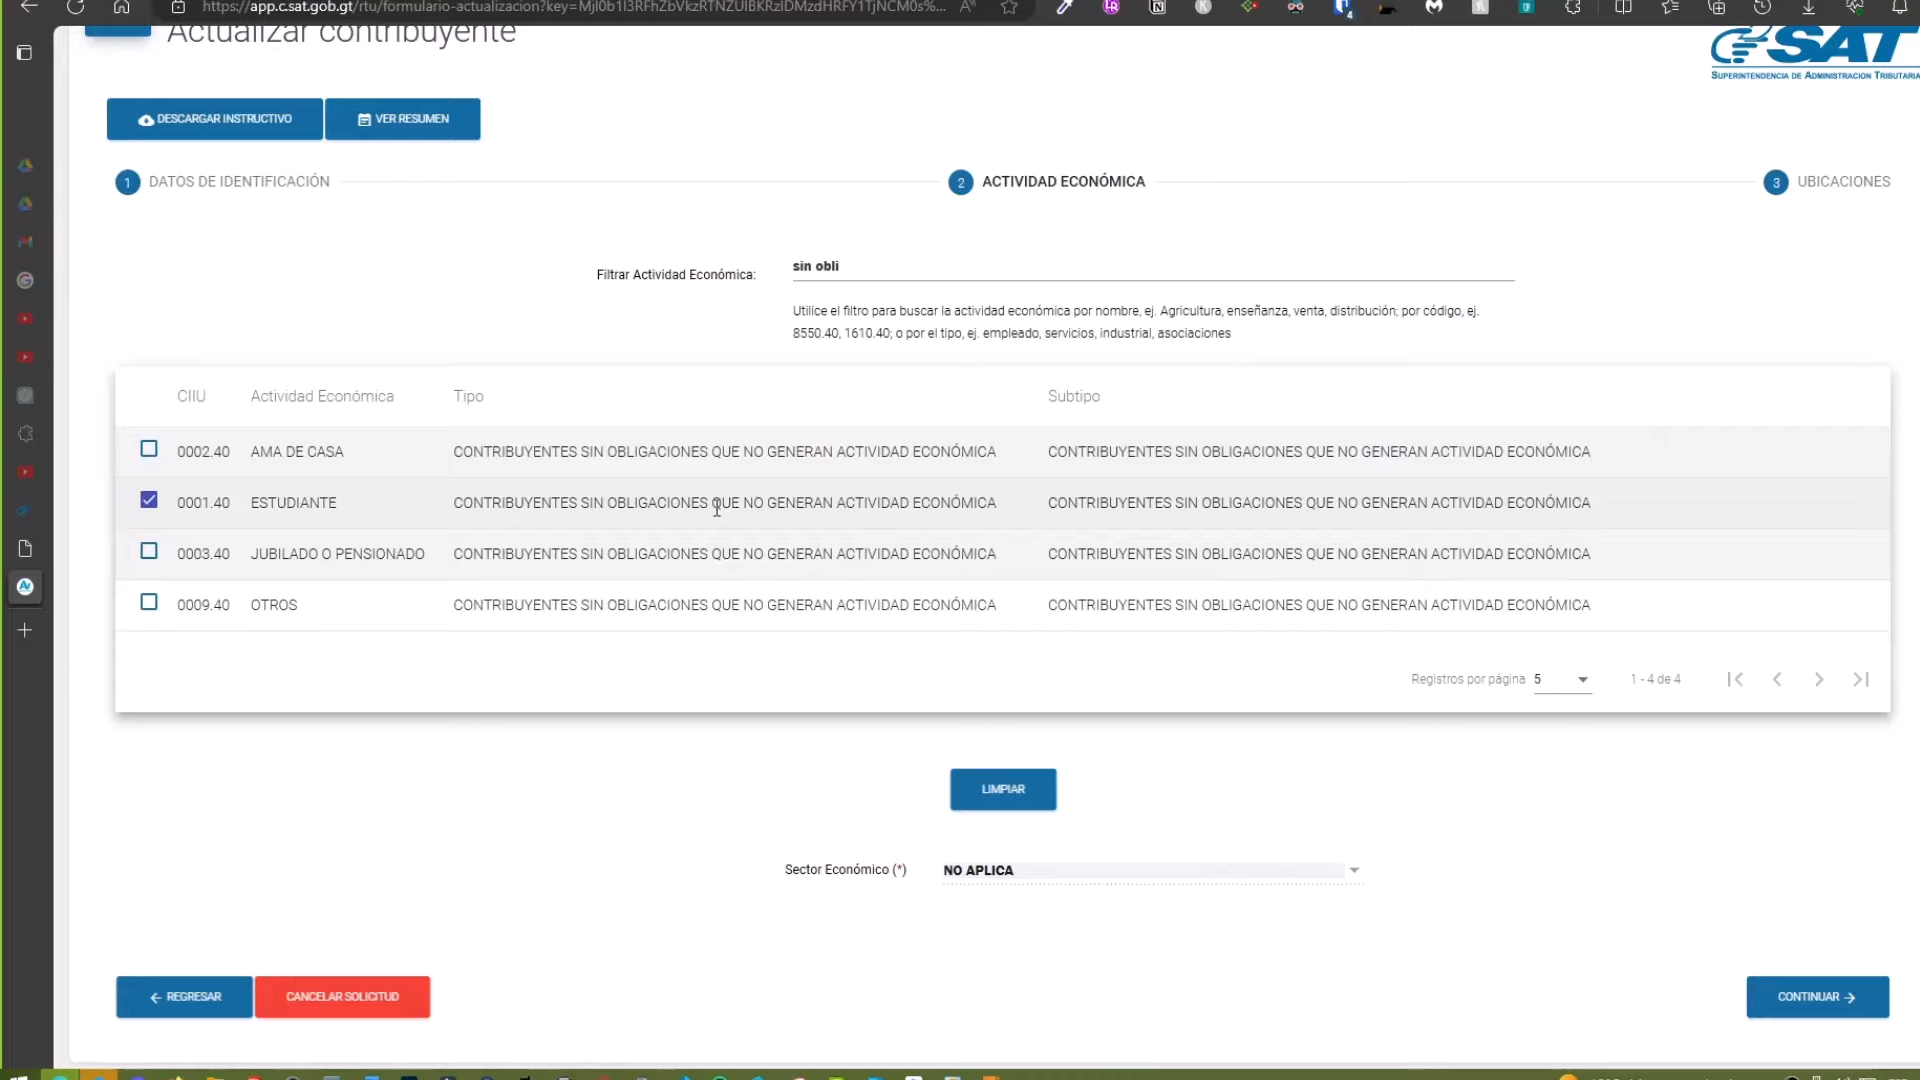 https://app.c.sat.gob.gt/rtu/formulario-actualizacion?key=
Actualizar contribuyente
SAT
SUPERINTENDENCIA DE ADMINISTRACION TRIBUTARIA
DESCARGAR INSTRUCTIVO
VER RESUMEN
1 DATOS DE IDENTIFICACIÓN
2 ACTIVIDAD ECONÓMICA
3 UBICACIONES
Filtrar Actividad Económica:
sin obli
Utilice el filtro para buscar la actividad económica por nombre, ej. Agricultura, enseñanza, venta, distribución; por código, ej.
8550.40, 1610.40; o por el tipo, ej. empleado, servicios, industrial, asociaciones
CIIU Actividad Económica Tipo Subtipo
0002.40 AMA DE CASA CONTRIBUYENTES SIN OBLIGACIONES QUE NO GENERAN ACTIVIDAD ECONÓMICA CONTRIBUYENTES SIN OBLIGACIONES QUE NO GENERAN ACTIVIDAD ECONÓMICA
0001.40 ESTUDIANTE CONTRIBUYENTES SIN OBLIGACIONES QUE NO GENERAN ACTIVIDAD ECONÓMICA CONTRIBUYENTES SIN OBLIGACIONES QUE NO GENERAN ACTIVIDAD ECONÓMICA
0003.40 JUBILADO O PENSIONADO CONTRIBUYENTES SIN OBLIGACIONES QUE NO GENERAN ACTIVIDAD ECONÓMICA CONTRIBUYENTES SIN OBLIGACIONES QUE NO GENERAN ACTIVIDAD ECONÓMICA
0009.40 OTROS CONTRIBUYENTES SIN OBLIGACIONES QUE NO GENERAN ACTIVIDAD ECONÓMICA CONTRIBUYENTES SIN OBLIGACIONES QUE NO GENERAN ACTIVIDAD ECONÓMICA
Registros por página 5 1 - 4 de 4
LIMPIAR
Sector Económico (*) NO APLICA
REGRESAR
CANCELAR SOLICITUD
CONTINUAR